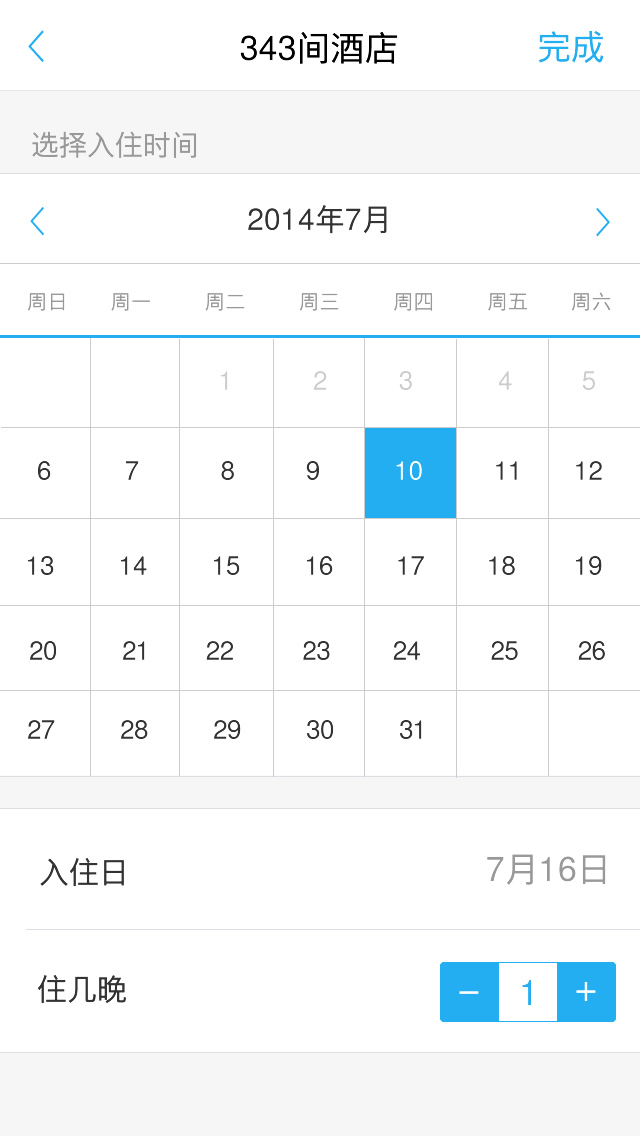 343间酒店 完成
选择入住时间
2014年7月
周日 周一 周二 周三 周四 周五 周六
1 2 3 4 5
6 7 8 9 10 11 12
13 14 15 16 17 18 19
20 21 22 23 24 25 26
27 28 29 30 31
入住日 7月16日
住几晚 － 1 +